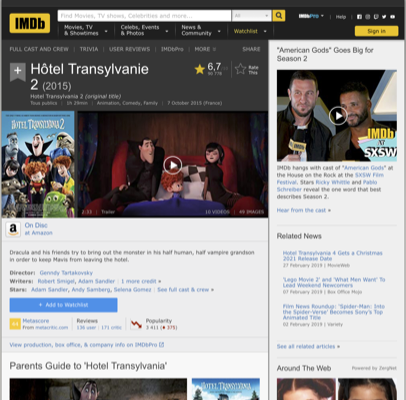 IMDb
Find Movies, TV shows, Celebrities and more...
All
IMDbPro
Help
Movies, TV
& Showtimes
Celebs, Events
& Photos
News &
Community
Watchlist
Sign in
FULL CAST AND CREW
TRIVIA
USER REVIEWS
IMDbPro
MORE
SHARE
Hôtel Transylvanie
2 (2015)
6,7
Rate
This
Hotel Transylvania 2 (original title)
Tous publics | 1h 29min | Animation, Comedy, Family | 7 October 2015 (France)
HOTEL TRANSYLVANIA 2
2:33 | Trailer
10 VIDEOS
49 IMAGES
On Disc
at Amazon
Dracula and his friends try to bring out the monster in his half human, half vampire grandson
in order to keep Mavis from leaving the hotel.
Director: Genndy Tartakovsky
Writers: Robert Smigel, Adam Sandler | 1 more credit »
Stars: Adam Sandler, Andy Samberg, Selena Gomez | See full cast & crew »
+ Add to Watchlist
Metascore
From metacritic.com
Reviews
136 user | 171 critic
Popularity
3 411 (♦ 375)
View production, box office, & company info on IMDbPro
Parents Guide to 'Hotel Transylvania'
HOTEL TRANSYLVANIA
"American Gods" Goes Big for
Season 2
IMDb
AT
SXSW
IMDb hangs with cast of "American Gods" at
the House on the Rock at the SXSW Film
Festival. Stars Ricky Whittle and Pablo
Schreiber reveal the one word that best
describes Season 2.
Hear from the cast »
Related News
Hotel Transylvania 4 Gets a Christmas
2021 Release Date
27 February 2019 | MovieWeb
'Lego Movie 2' and 'What Men Want' To
Lead Weekend Newcomers
07 February 2019 | Box Office Mojo
Film News Roundup: 'Spider-Man: Into
the Spider-Verse' Becomes Sony's Top
Animated Title
02 February 2019 | Variety
See all related articles »
Around The Web
Powered by ZergNet